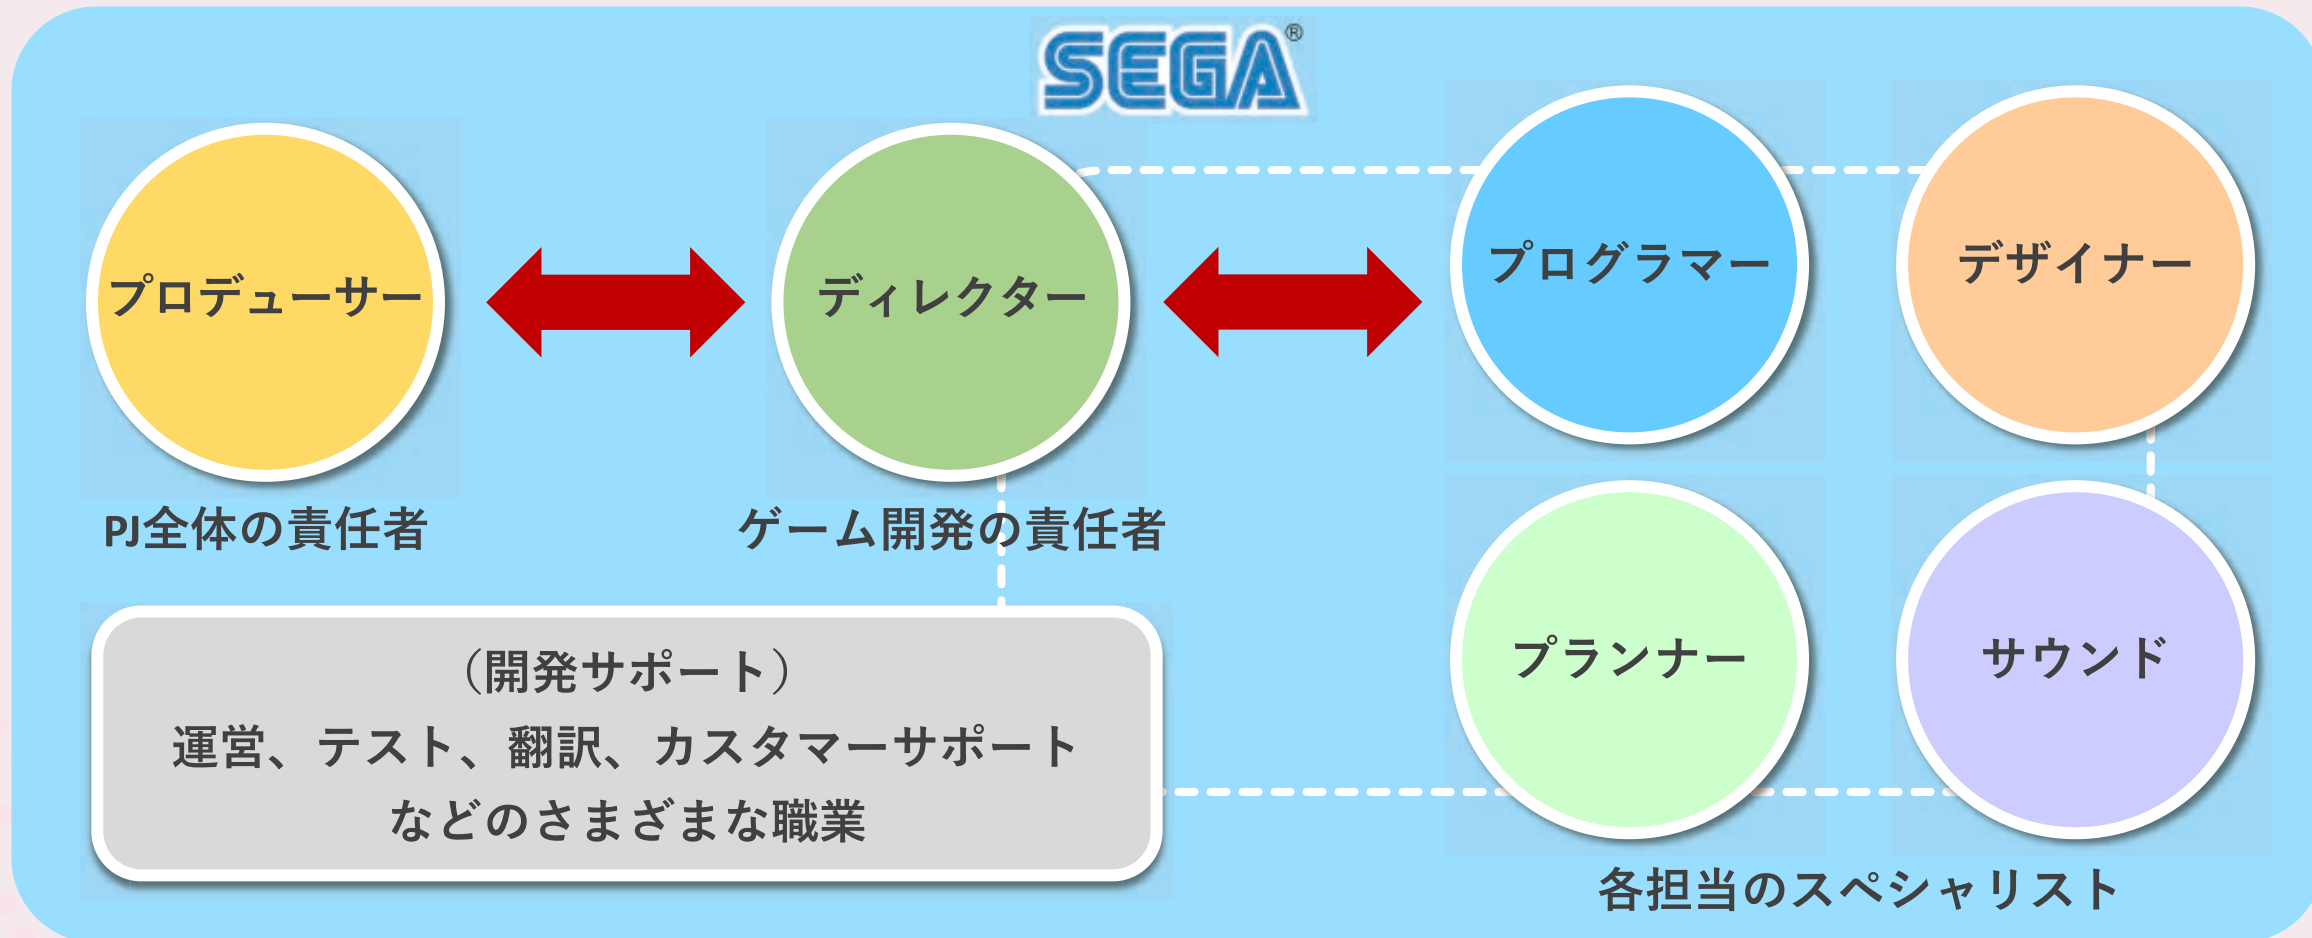 SEGA®
プロデューサー
ディレクター
プログラマー
デザイナー
PJ全体の責任者
ゲーム開発の責任者
プランナー
サウンド
(開発サポート)
運営、テスト、翻訳、カスタマーサポート
などのさまざまな職業
各担当のスペシャリスト